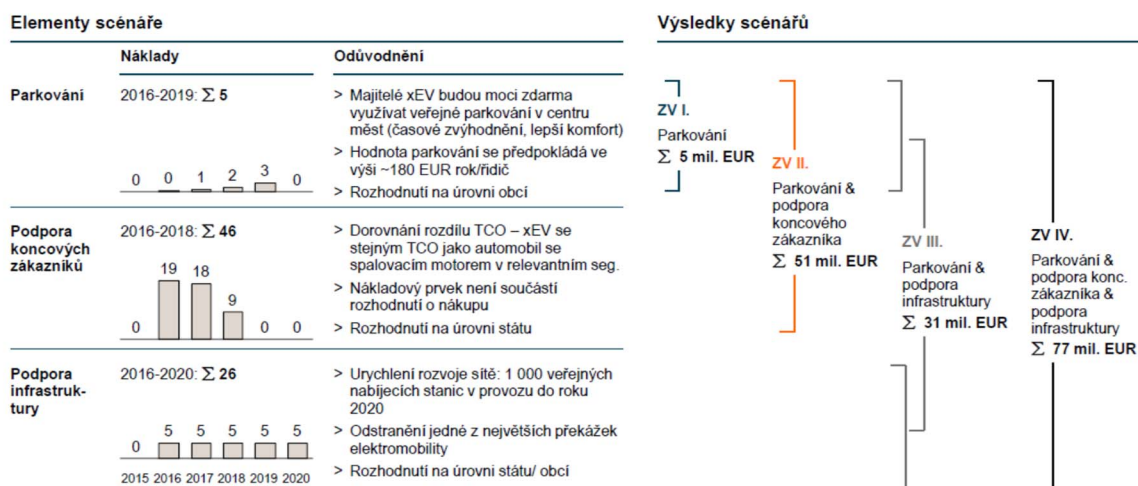 Elementy scénáře
Výsledky scénářů
Náklady
Odůvodnění
Parkování
2016-2019: Σ 5
0 0 1 2 3 0
> Majitelé xEV budou moci zdarma
využívat veřejné parkování v centru
měst (časové zvýhodnění, lepší komfort)
> Hodnota parkování se předpokládá ve
výši ~180 EUR rok/řidič
> Rozhodnutí na úrovni obcí
Podpora
koncových
zákazníků
2016-2018: Σ 46
0 19 18 9 0 0
> Dorovnání rozdílu TCO – xEV se
stejným TCO jako automobil se
spalovacím motorem v relevantním seg.
> Nákladový prvek není součástí
rozhodnutí o nákupu
> Rozhodnutí na úrovni státu
Podpora
infrastruk-
tury
2016-2020: Σ 26
0 5 5 5 5 5
2015 2016 2017 2018 2019 2020
> Urychlení rozvoje sítě: 1 000 veřejných
nabíjecích stanic v provozu do roku
2020
> Odstranění jedné z největších překážek
elektromobility
> Rozhodnutí na úrovni státu/ obcí
ZV I.
Parkování
Σ 5 mil. EUR
ZV II.
Parkování &
podpora
koncového
zákazníka
Σ 51 mil. EUR
ZV III.
Parkování &
podpora
infrastruktury
Σ 31 mil. EUR
ZV IV.
Parkování &
podpora konc.
zákazníka &
podpora
infrastruktury
Σ 77 mil. EUR